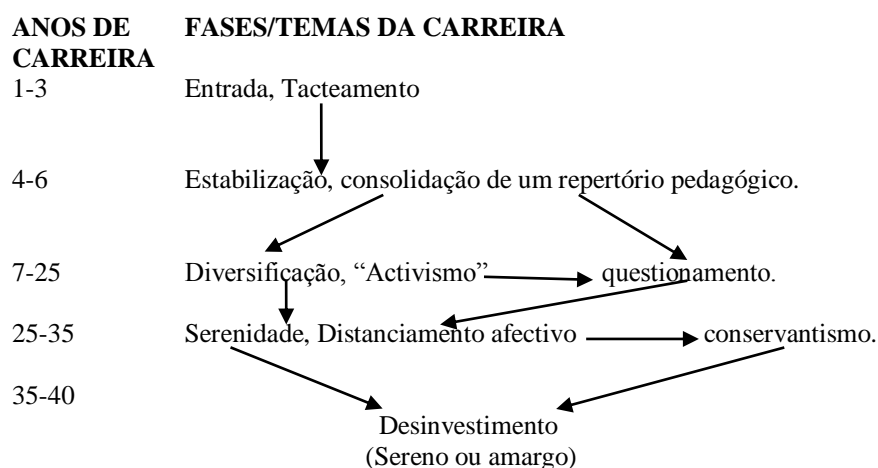 ANOS DE CARREIRA FASES/TEMAS DA CARREIRA
1-3 Entrada, Tacteamento
4-6 Estabilização, consolidação de um repertório pedagógico.
7-25 Diversificação, “Activismo” questionamento.
25-35 Serenidade, Distanciamento afectivo conservantismo.
35-40
Desinvestimento
(Sereno ou amargo)